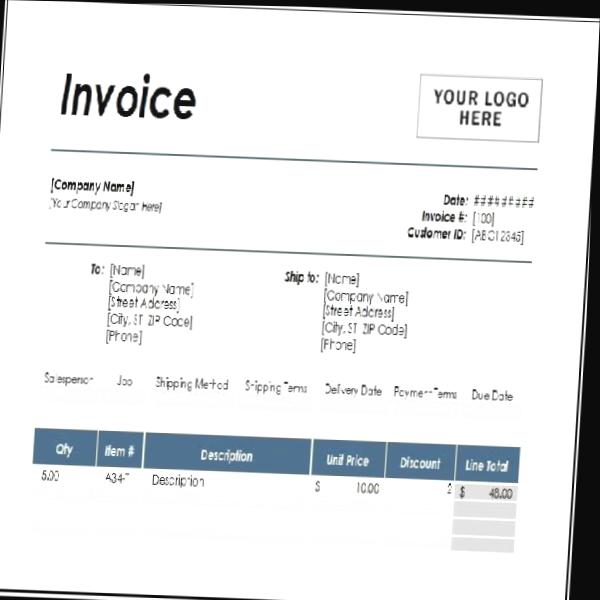 Invoice
YOUR LOGO
HERE
[Company Name]
[Your Company Slogan Here]
Date: #########
Invoice #: [100]
Customer ID: [ABC12345]
To: [Name]
[Company Name]
[Street Address]
[City, ST ZIP Code]
[Phone]
Ship to: [Name]
[Company Name]
[Street Address]
[City, ST ZIP Code]
[Phone]
Salesperson Job Shipping Method Shipping Terms Delivery Date Payment Terms Due Date
Qty Item # Description Unit Price Discount Line Total
5.00 Description $ 10.00 2 $ 48.00